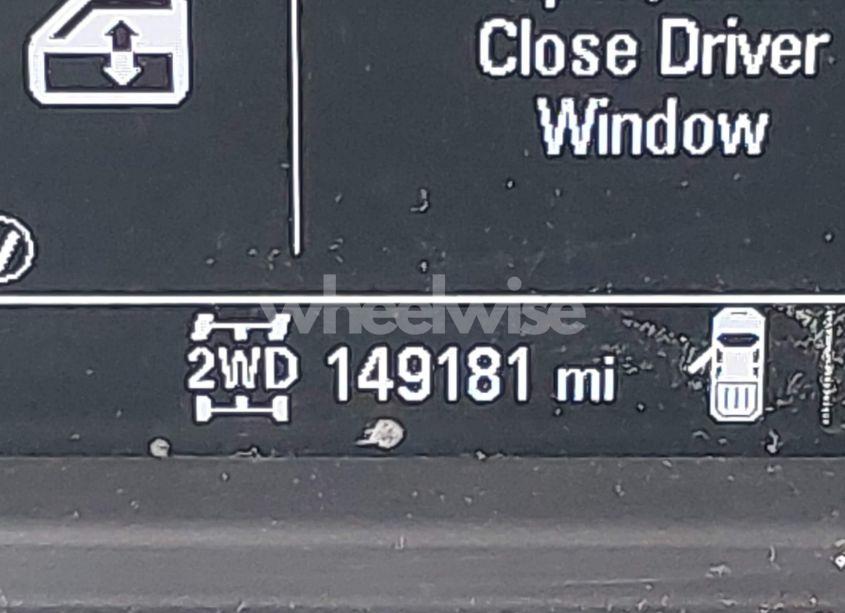 Close Driver
Window
wheelwise
2WD 149181 mi